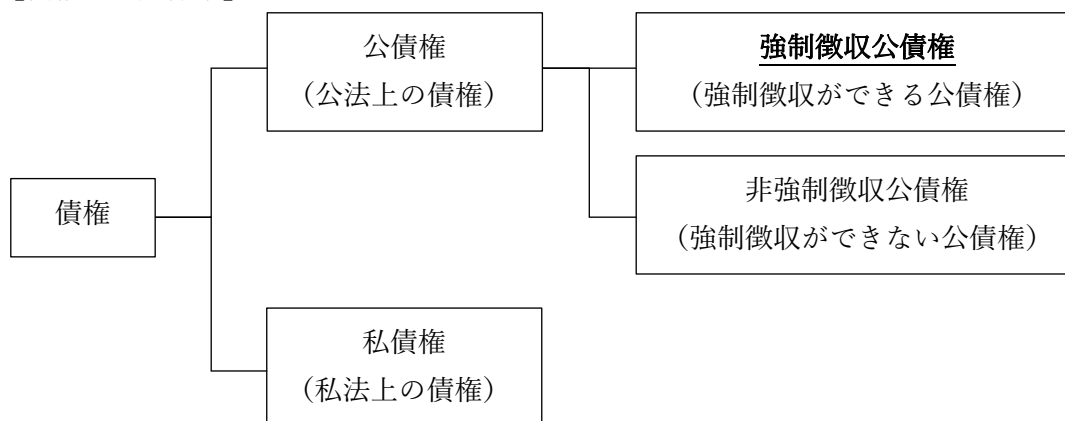 公債権
（公法上の債権）
強制徴収公債権
（強制徴収ができる公債権）
非強制徴収公債権
（強制徴収ができない公債権）
債権
私債権
（私法上の債権）